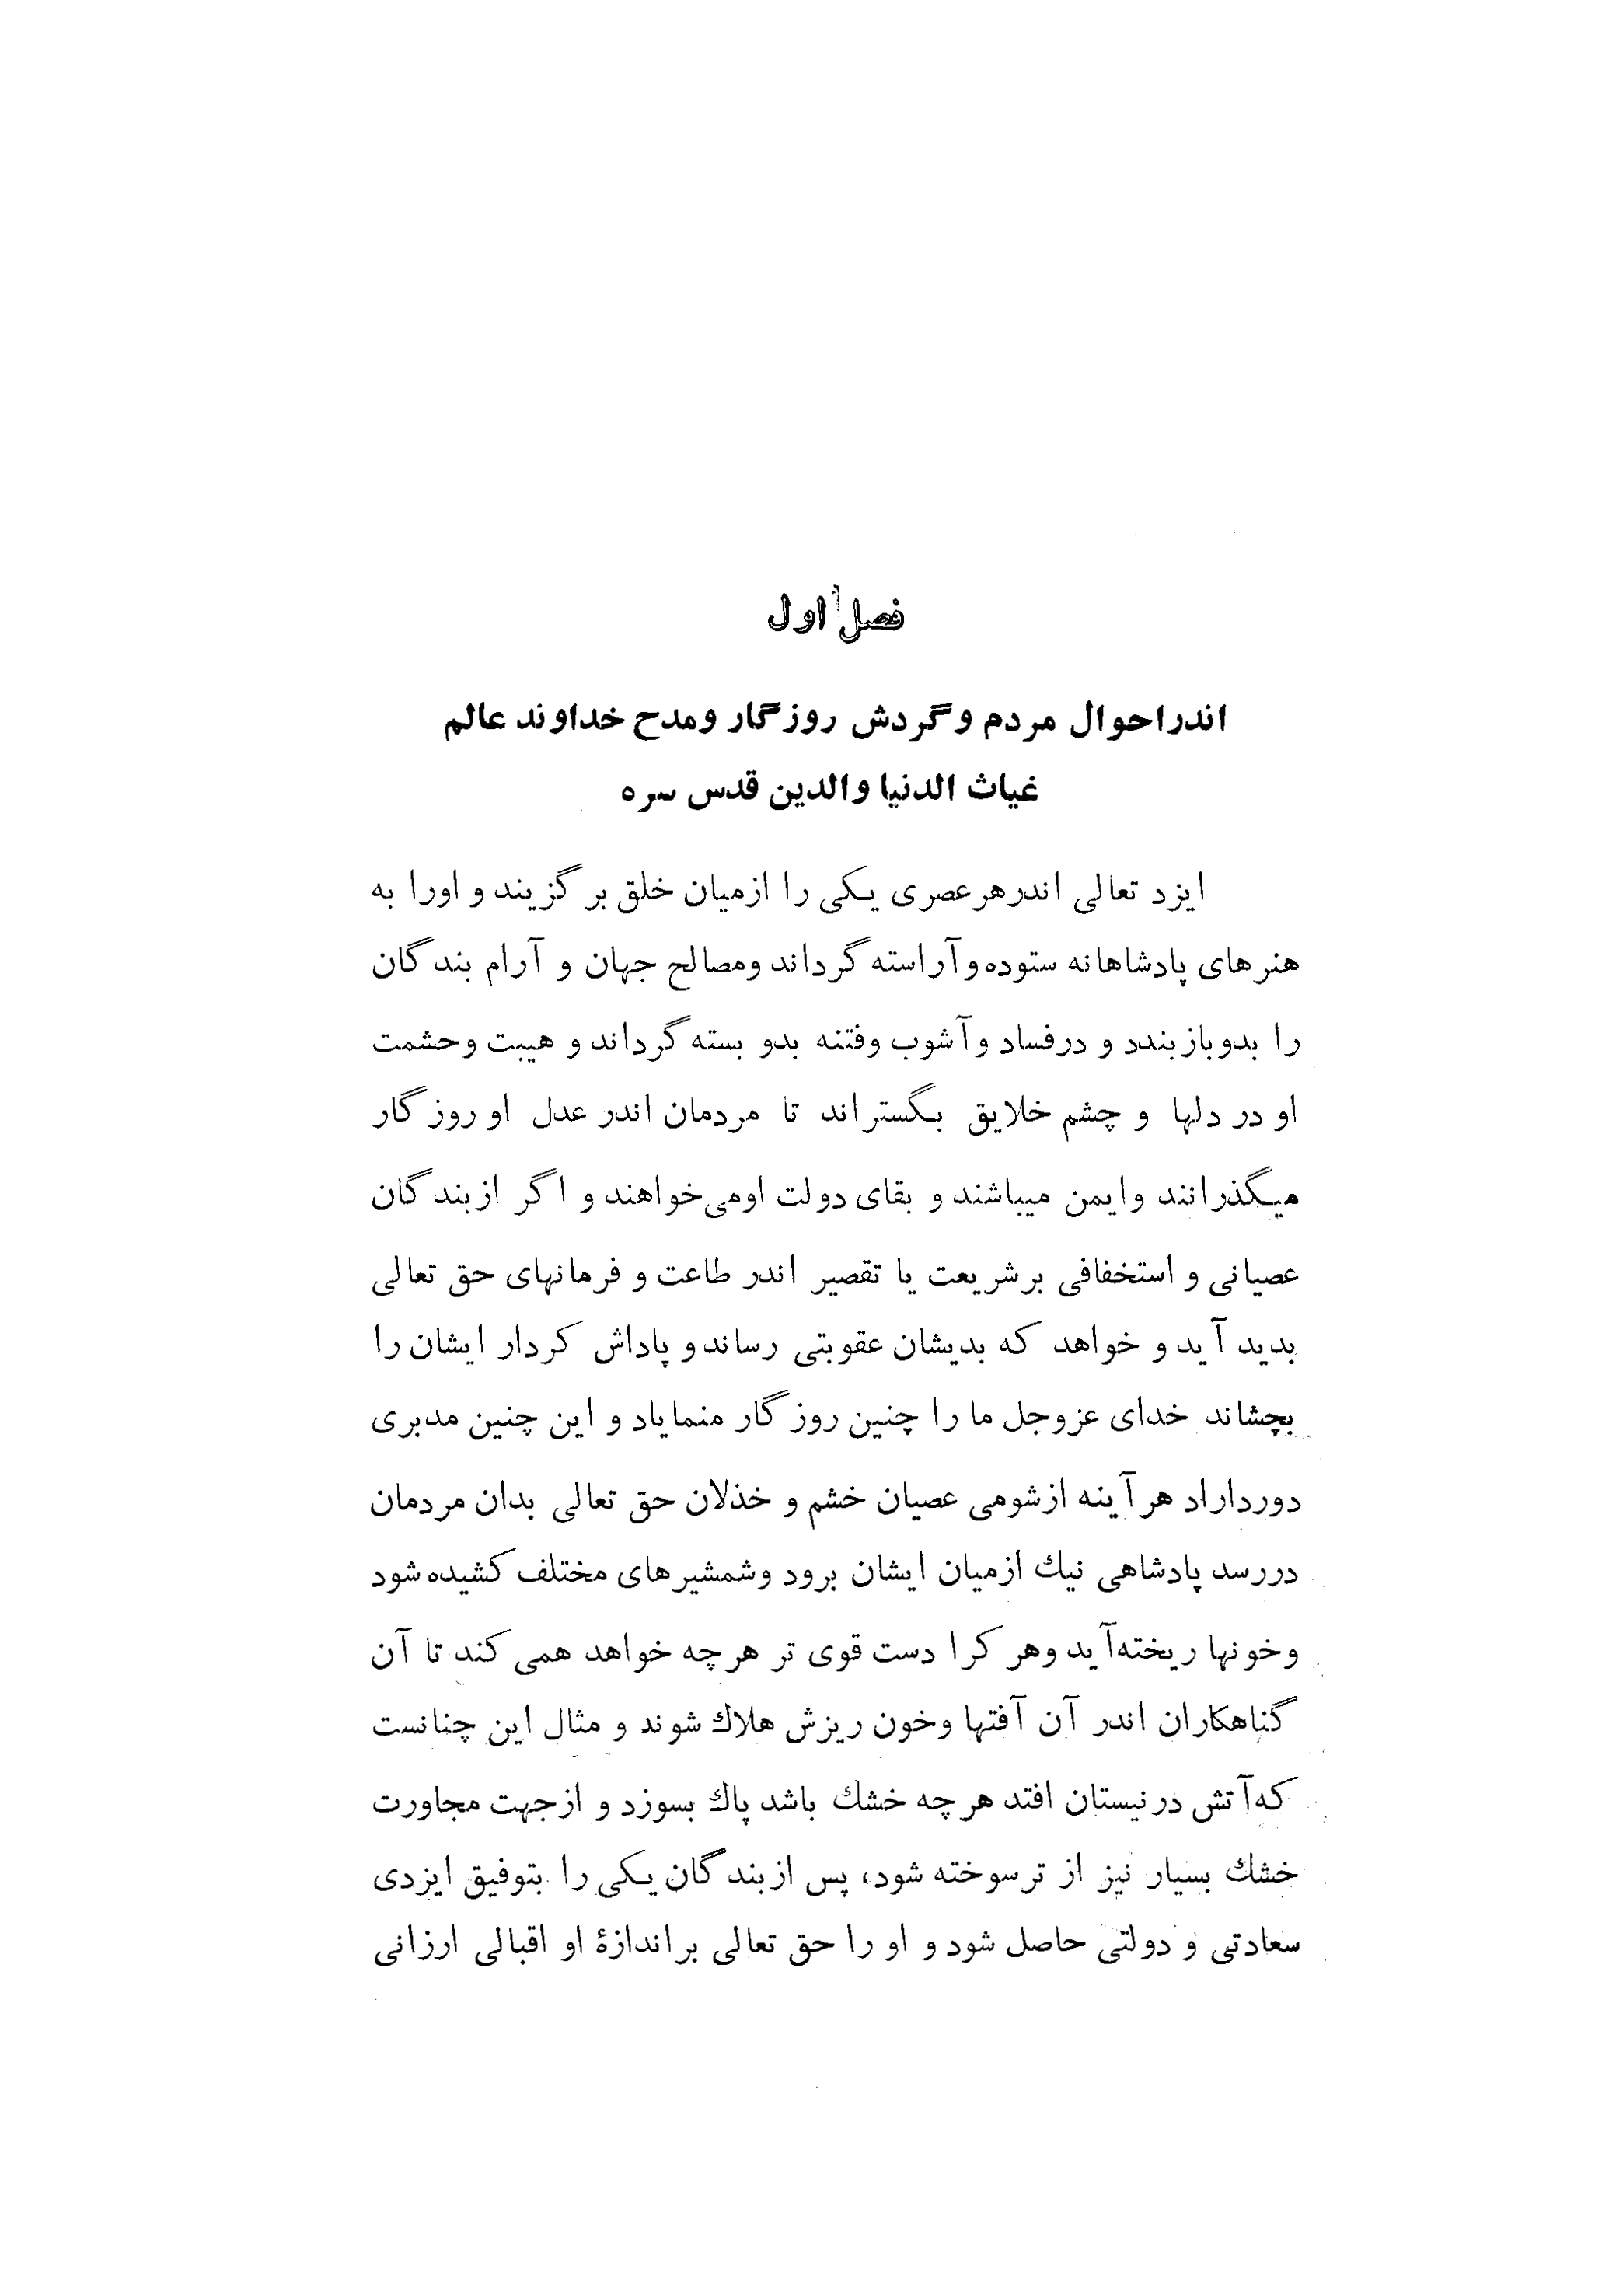 فصل اول
اندراحوال مردم وگردش روزگار ومدح خداوند عالم
غیاث الدنیا والدین قدس سره
ایزد تعالی اندرهرعصری یکی را ازمیان خلق برگزیند و اورا به
هنرهای پادشاهانه ستوده وآراسته گرداند ومصالح جهان و آرام بندگان
را بدوبازبندد و درفساد وآشوب وفتنه بدو بسته گرداند و هیبت وحشمت
او در دلها و چشم خلایق بگستراند تا مردمان اندر عدل او روزگار
میگذرانند وایمن میباشند و بقای دولت اومی‌خواهند و اگر ازبندگان
عصیانی و استخفافی برشریعت یا تقصیر اندر طاعت و فرمانهای حق تعالی
بدید آید و خواهد که بدیشان عقوبتی رساند و پاداش کردار ایشان را
بچشاند خدای عزوجل ما را چنین روزگار منمایاد و این چنین مدبری
دورداراد هرآینه ازشومی عصیان خشم و خذلان حق تعالی بدان مردمان
دررسد پادشاهی نیك ازمیان ایشان برود وشمشیرهای مختلف کشیده شود
وخونها ریخته‌آید وهر کرا دست قوی تر هرچه خواهد همی کند تا آن
گناهکاران اندر آن آفتها وخون ریزش هلاك شوند و مثال این چنانست
که‌آتش درنیستان افتد هرچه خشك باشد پاك بسوزد و ازجهت مجاورت
خشك بسیار نیز از ترسوخته شود، پس ازبندگان یکی را بتوفیق ایزدی
سعادتی و دولتی حاصل شود و او را حق تعالی براندازهٔ او اقبالی ارزانی